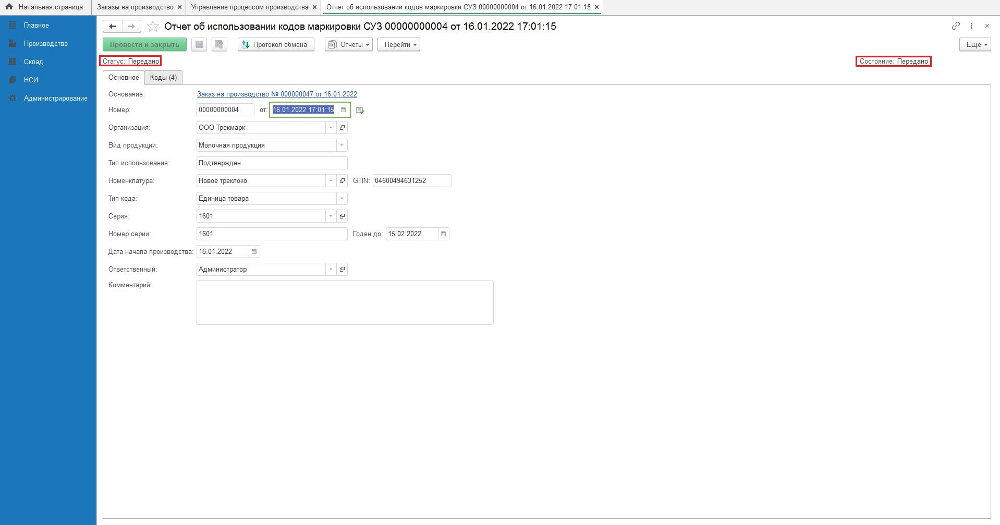 Начальная страница
Заказы на производство
Управление процессом производства
Отчет об использовании кодов маркировки СУЗ 00000000004 от 16.01.2022 17:01:15
Главное
Производство
Склад
НСИ
Администрирование
Отчет об использовании кодов маркировки СУЗ 00000000004 от 16.01.2022 17:01:15
Провести и закрыть
Протокол обмена
Отчеты
Перейти
Еще
Статус: Передано
Состояние: Передано
Основное
Коды (4)
Основание: Заказ на производство № 000000047 от 16.01.2022
Номер: 00000000004 от: 16.01.2022 17:01:15
Организация: ООО Трекмарк
Вид продукции: Молочная продукция
Тип использования: Подтвержден
Номенклатура: Новое треклоко GTIN: 04600494631252
Тип кода: Единица товара
Серия: 1601
Номер серии: 1601 Годен до: 15.02.2022
Дата начала производства: 16.01.2022
Ответственный: Администратор
Комментарий: